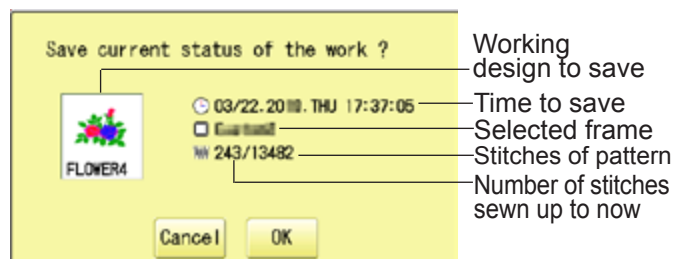 Save current status of the work ?
Working
design to save
03/22.20 .THU 17:37:05
Time to save
Selected frame
243/13482
Stitches of pattern
FLOWER4
Number of stitches
sewn up to now
Cancel
OK